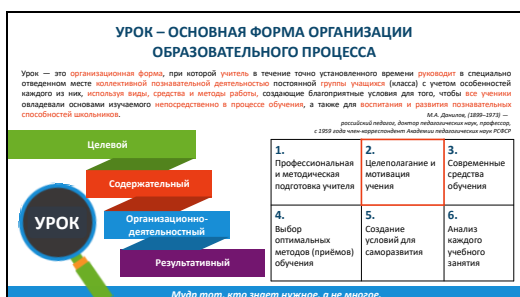 УРОК – ОСНОВНАЯ ФОРМА ОРГАНИЗАЦИИ
ОБРАЗОВАТЕЛЬНОГО ПРОЦЕССА
Урок — это организационная форма, при которой учитель в течение точно установленного времени руководит в специально
отведенном месте коллективной познавательной деятельностью постоянной группы учащихся (класса) с учетом особенностей
каждого из них, используя виды, средства и методы работы, создающие благоприятные условия для того, чтобы все ученики
овладевали основами изучаемого непосредственно в процессе обучения, а также для воспитания и развития познавательных
способностей школьников.
М.А. Данилов, (1899–1973) —
российский педагог, доктор педагогических наук, профессор,
с 1959 года член-корреспондент Академии педагогических наук РСФСР
Целевой
Содержательный
Организационно-
деятельностный
Результативный
УРОК
1.
Профессиональная
и методическая
подготовка учителя
2.
Целеполагание и
мотивация
учения
3.
Современные
средства
обучения
4.
Выбор
оптимальных
методов (приёмов)
обучения
5.
Создание
условий для
саморазвития
6.
Анализ
каждого
учебного
занятия
Мудр тот, кто знает нужное, а не многое.